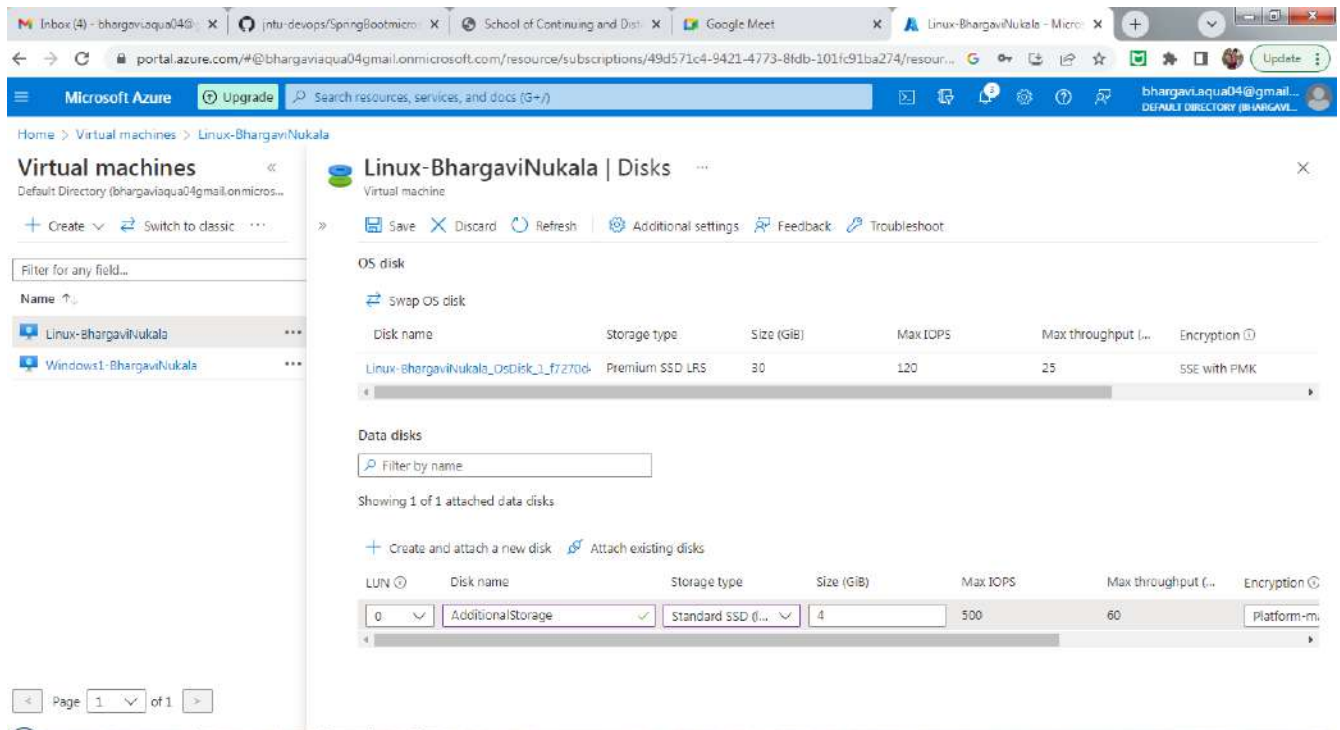 Inbox (4) - bhargavi.aqua04@
jntu-devops/SpringBootmicro
School of Continuing and Dist
Google Meet
Linux-BhargaviNukala - Micro
portal.azure.com/#@bhargaviaqua04gmail.onmicrosoft.com/resource/subscriptions/49d571c4-9421-4773-8fdb-101fc91ba274/resour...
Update
Microsoft Azure
Upgrade
Search resources, services, and docs (G+/)
3
bhargavi.aqua04@gmail...
DEFAULT DIRECTORY (BHARGAVI...
Home > Virtual machines > Linux-BhargaviNukala
Virtual machines
Default Directory (bhargaviaqua04gmail.onmicros...
Create
Switch to classic
Filter for any field...
Name
Linux-BhargaviNukala
Windows1-BhargaviNukala
Page 1 of 1
Linux-BhargaviNukala | Disks
Virtual machine
Save Discard Refresh Additional settings Feedback Troubleshoot
OS disk
Swap OS disk
Disk name Storage type Size (GiB) Max IOPS Max throughput (... Encryption
Linux-BhargaviNukala_OsDisk_1_f7270d Premium SSD LRS 30 120 25 SSE with PMK
Data disks
Filter by name
Showing 1 of 1 attached data disks
Create and attach a new disk Attach existing disks
LUN Disk name Storage type Size (GiB) Max IOPS Max throughput (... Encryption
0 AdditionalStorage Standard SSD (l... 4 500 60 Platform-ma